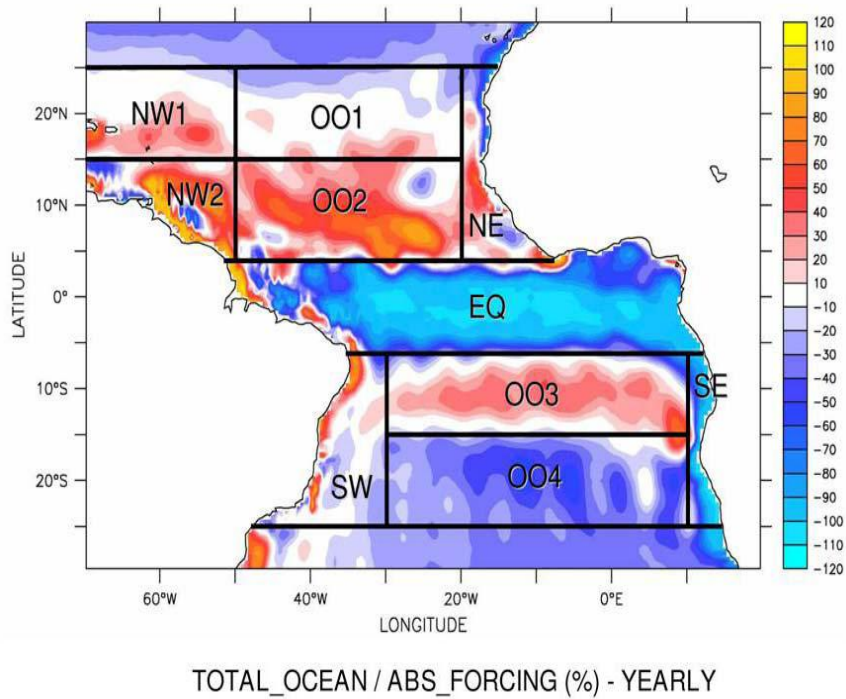 120
110
100
90
80
70
60
50
40
30
20
10
-10
-20
-30
-40
-50
-60
-70
-80
-90
-100
-110
-120
20°N
10°N
0°
10°S
20°S
LATITUDE
NW1
OO1
NW2
OO2
NE
EQ
OO3
SE
SW
OO4
60°W
40°W
20°W
0°E
LONGITUDE
TOTAL_OCEAN / ABS_FORCING (%) - YEARLY